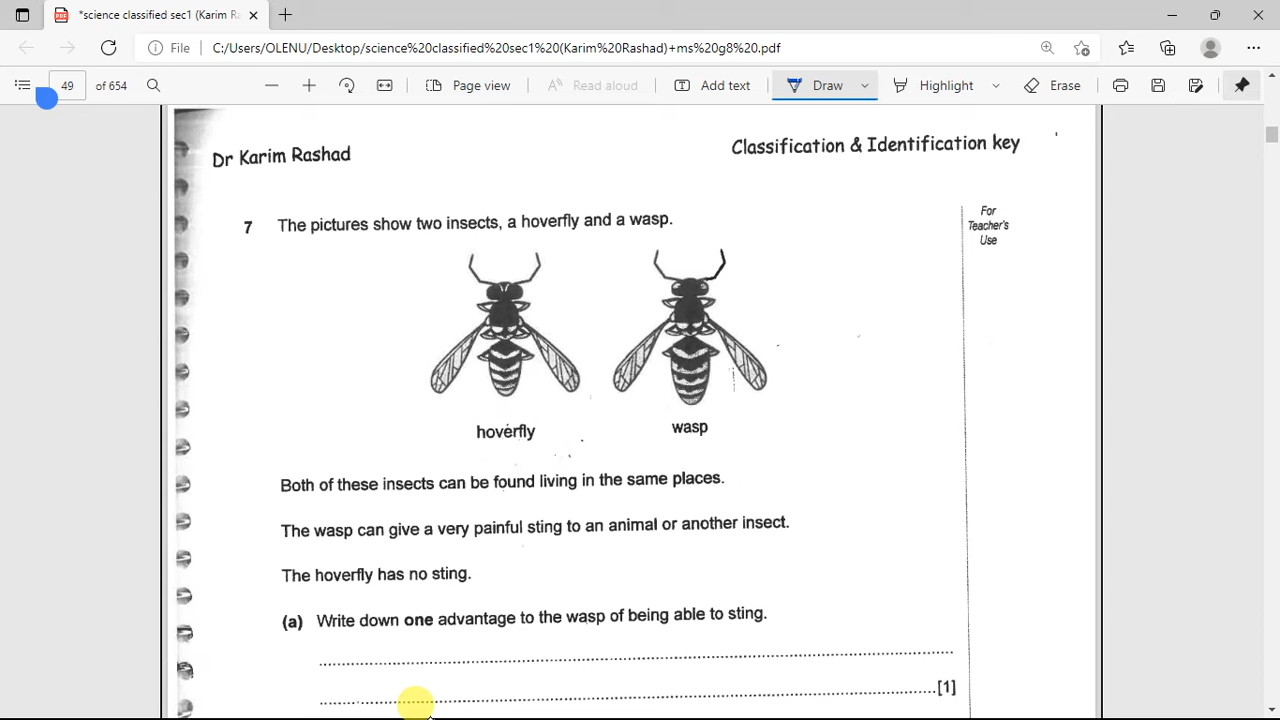 *science classified sec1 (Karim R
File C:/Users/OLENU/Desktop/science%20classified%20sec1%20(Karim%20Rashad)+ms%20g8%20.pdf
49 of 654 Page view Read aloud Add text Draw Highlight Erase
Dr Karim Rashad
Classification & Identification key
For
Teacher's
Use
7 The pictures show two insects, a hoverfly and a wasp.
hoverfly
wasp
Both of these insects can be found living in the same places.
The wasp can give a very painful sting to an animal or another insect.
The hoverfly has no sting.
(a) Write down one advantage to the wasp of being able to sting.
[1]